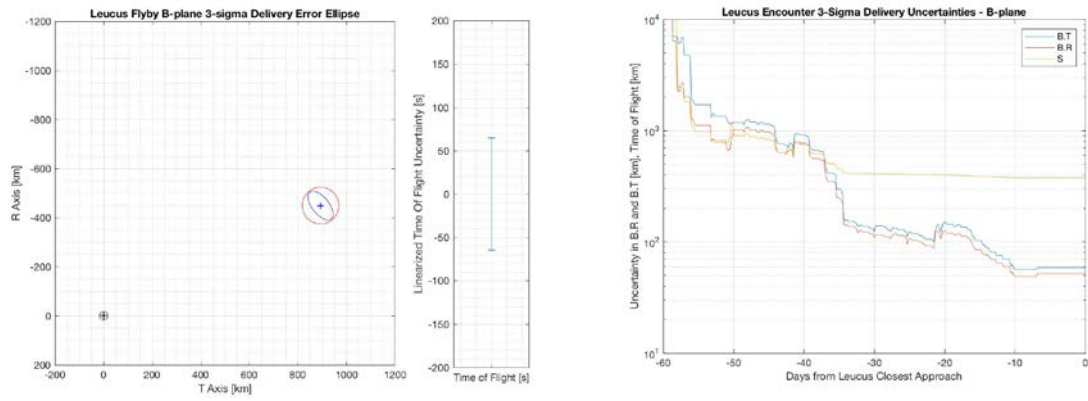 Leucus Flyby B-plane 3-sigma Delivery Error Ellipse
-1200
-1000
-800
-600
-400
-200
0
200
R Axis [km]
-200 0 200 400 600 800 1000 1200
T Axis [km]
200
150
100
50
0
-50
-100
-150
-200
Linearized Time Of Flight Uncertainty [s]
Time of Flight [s]
Leucus Encounter 3-Sigma Delivery Uncertainties - B-plane
10^4
10^3
10^2
10^1
Uncertainty in B.R and B.T [km], Time of Flight [km]
B.T
B.R
S
-60 -50 -40 -30 -20 -10 0
Days from Leucus Closest Approach